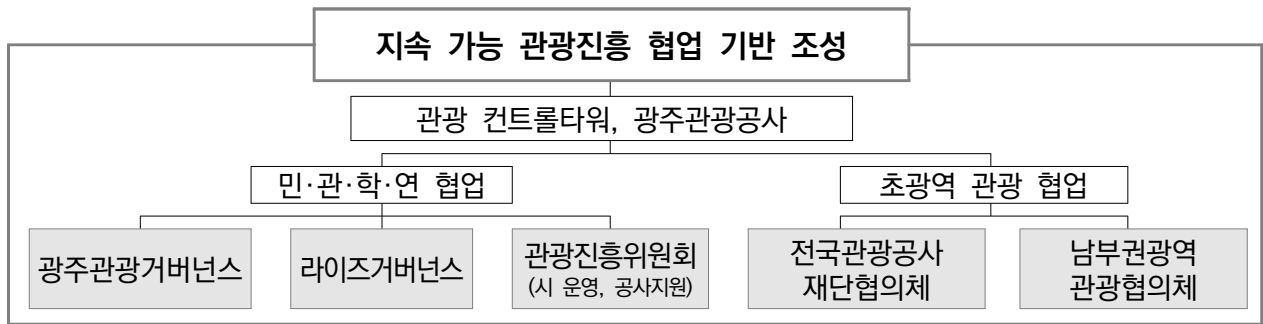 지속 가능 관광진흥 협업 기반 조성
관광 컨트롤타워, 광주관광공사
민·관·학·연 협업
초광역 관광 협업
광주관광거버넌스
라이즈거버넌스
관광진흥위원회
(시 운영, 공사지원)
전국관광공사
재단협의체
남부권광역
관광협의체